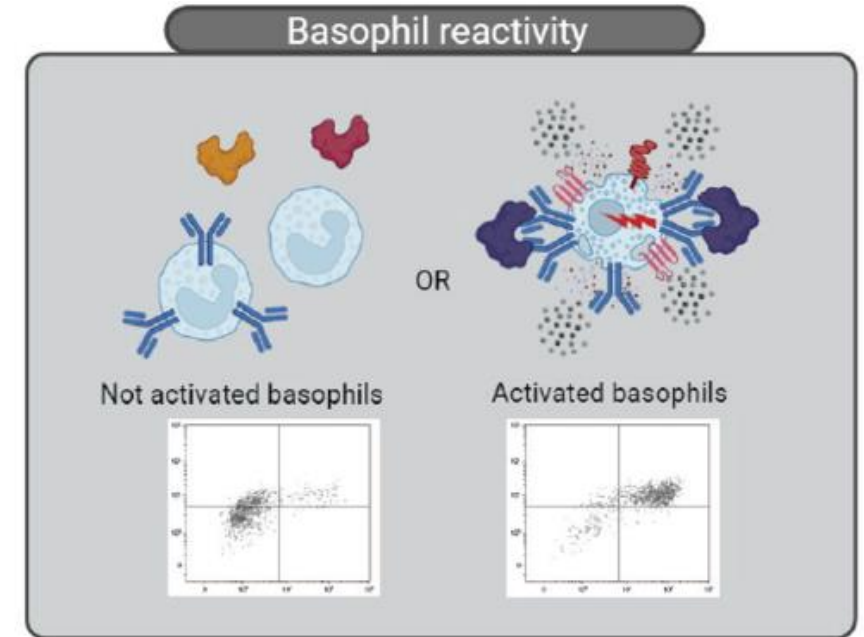 Basophil reactivity
OR
Not activated basophils
Activated basophils